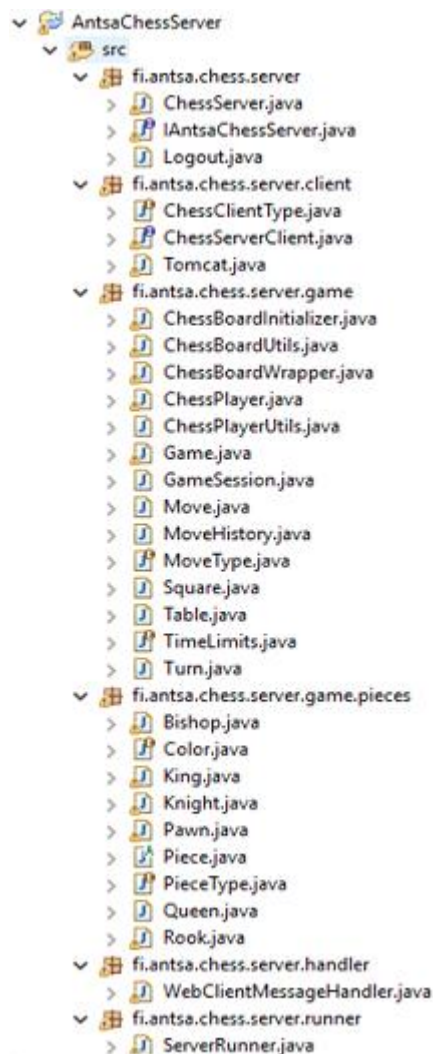 AntsaChessServer
src
fi.antsa.chess.server
ChessServer.java
IAntsaChessServer.java
Logout.java
fi.antsa.chess.server.client
ChessClientType.java
ChessServerClient.java
Tomcat.java
fi.antsa.chess.server.game
ChessBoardInitializer.java
ChessBoardUtils.java
ChessBoardWrapper.java
ChessPlayer.java
ChessPlayerUtils.java
Game.java
GameSession.java
Move.java
MoveHistory.java
MoveType.java
Square.java
Table.java
TimeLimits.java
Turn.java
fi.antsa.chess.server.game.pieces
Bishop.java
Color.java
King.java
Knight.java
Pawn.java
Piece.java
PieceType.java
Queen.java
Rook.java
fi.antsa.chess.server.handler
WebClientMessageHandler.java
fi.antsa.chess.server.runner
ServerRunner.java